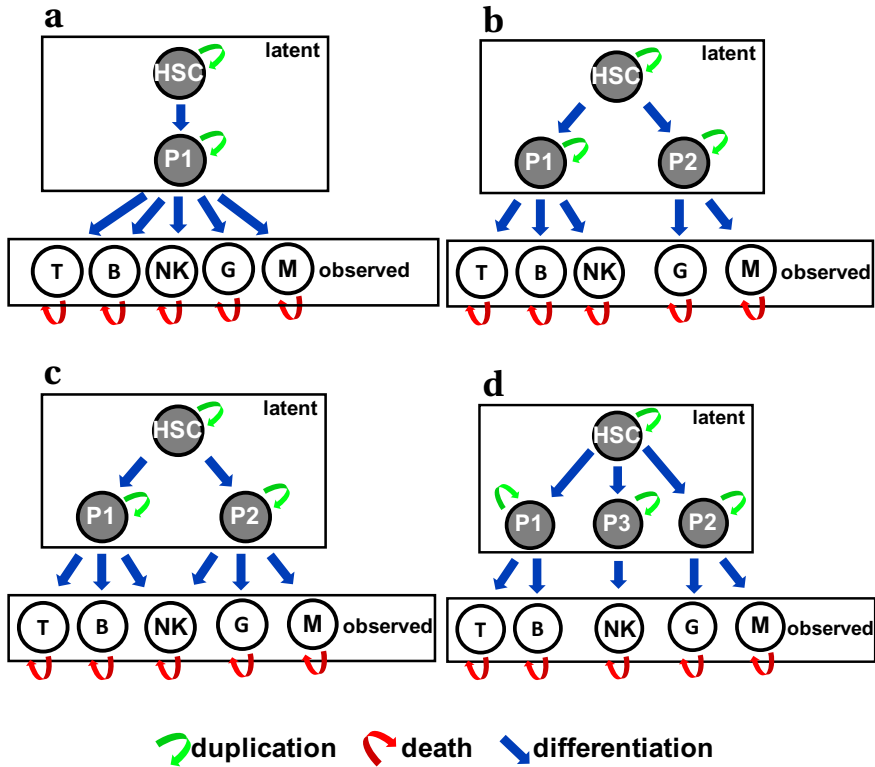 a
latent
HSC
P1
T B NK G M observed
b
latent
HSC
P1 P2
T B NK G M observed
c
latent
HSC
P1 P2
T B NK G M observed
d
latent
HSC
P1 P3 P2
T B NK G M observed
duplication death differentiation